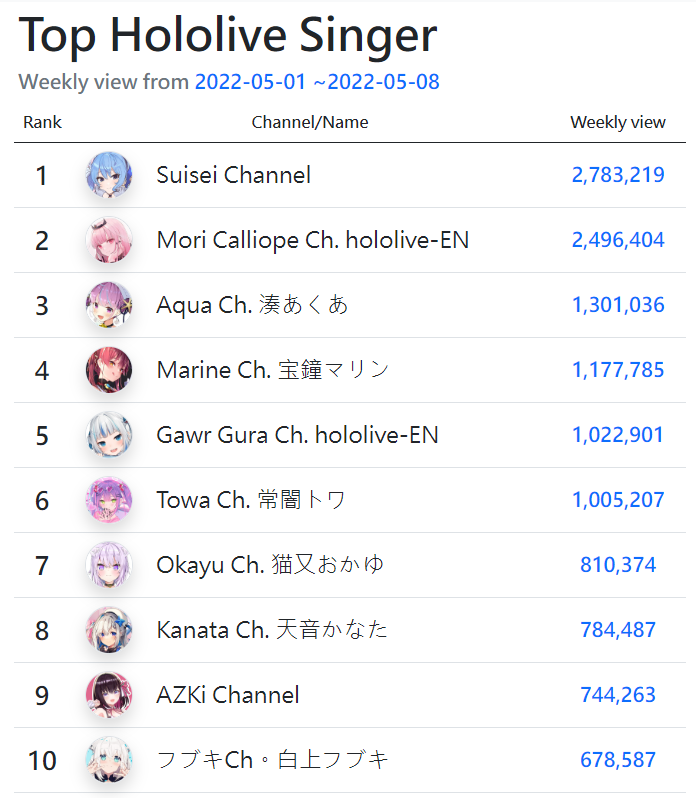 Top Hololive Singer
Weekly view from 2022-05-01 ~2022-05-08
Rank Channel/Name Weekly view
1 Suisei Channel 2,783,219
2 Mori Calliope Ch. hololive-EN 2,496,404
3 Aqua Ch. 湊あくあ 1,301,036
4 Marine Ch. 宝鐘マリン 1,177,785
5 Gawr Gura Ch. hololive-EN 1,022,901
6 Towa Ch. 常闇トワ 1,005,207
7 Okayu Ch. 猫又おかゆ 810,374
8 Kanata Ch. 天音かなた 784,487
9 AZKi Channel 744,263
10 フブキCh。白上フブキ 678,587